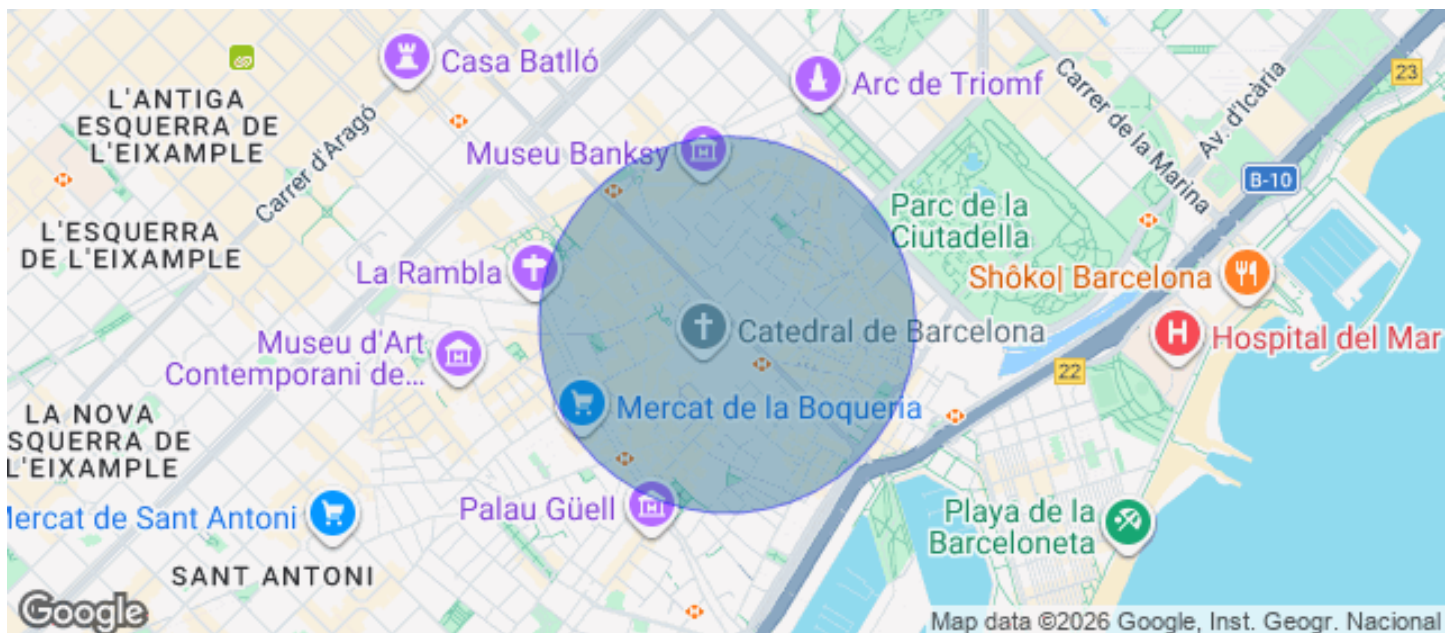 Casa Batlló
Arc de Triomf
23
L'ANTIGA
ESQUERRA DE
L'EIXAMPLE
Carrer d'Aragó
Carrer de la Marina
Av. d'Icària
Museu Banksy
B-10
Parc de la
Ciutadella
L'ESQUERRA
DE L'EIXAMPLE
La Rambla
Shôko| Barcelona
Catedral de Barcelona
Hospital del Mar
Museu d'Art
Contemporani de...
22
Mercat de la Boqueria
LA NOVA
SQUERRA DE
L'EIXAMPLE
Mercat de Sant Antoni
Palau Güell
Playa de la
Barceloneta
SANT ANTONI
Google
Map data ©2026 Google, Inst. Geogr. Nacional